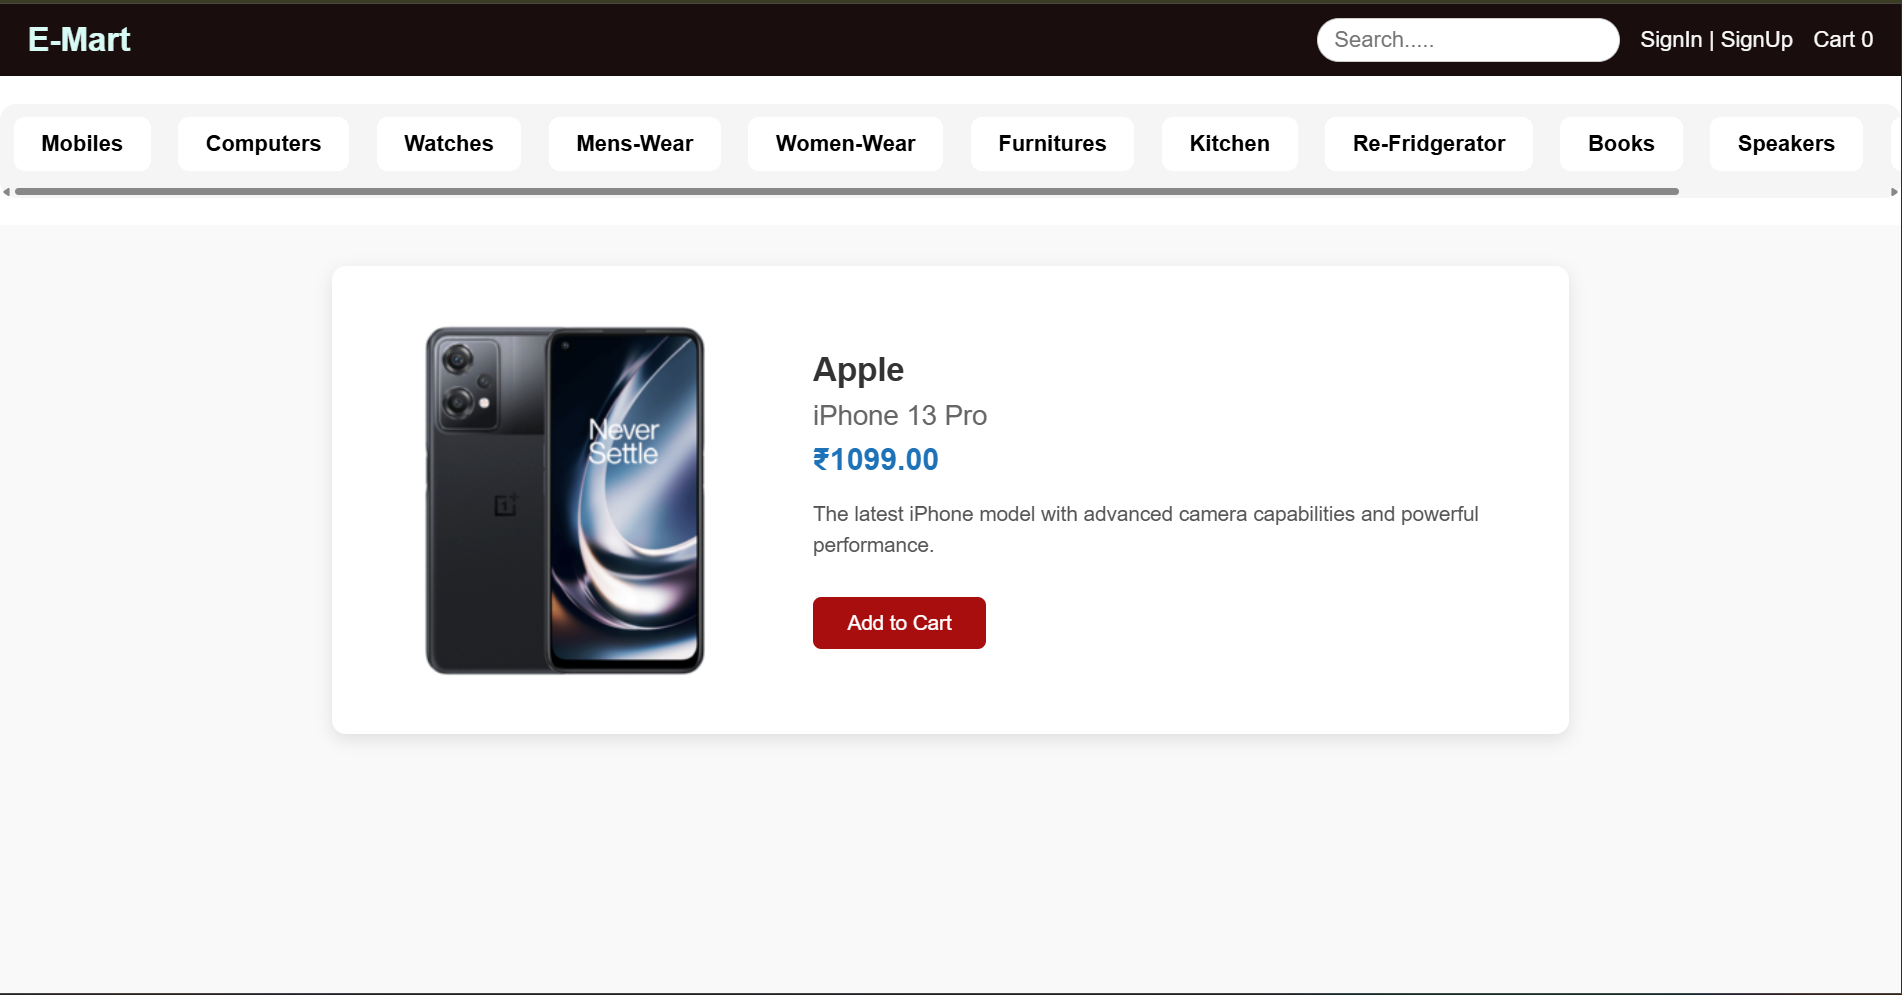 E-Mart
Search.....
SignIn | SignUp
Cart 0
Mobiles
Computers
Watches
Mens-Wear
Women-Wear
Furnitures
Kitchen
Re-Fridgerator
Books
Speakers
Never
Settle
1+
Apple
iPhone 13 Pro
₹1099.00
The latest iPhone model with advanced camera capabilities and powerful
performance.
Add to Cart